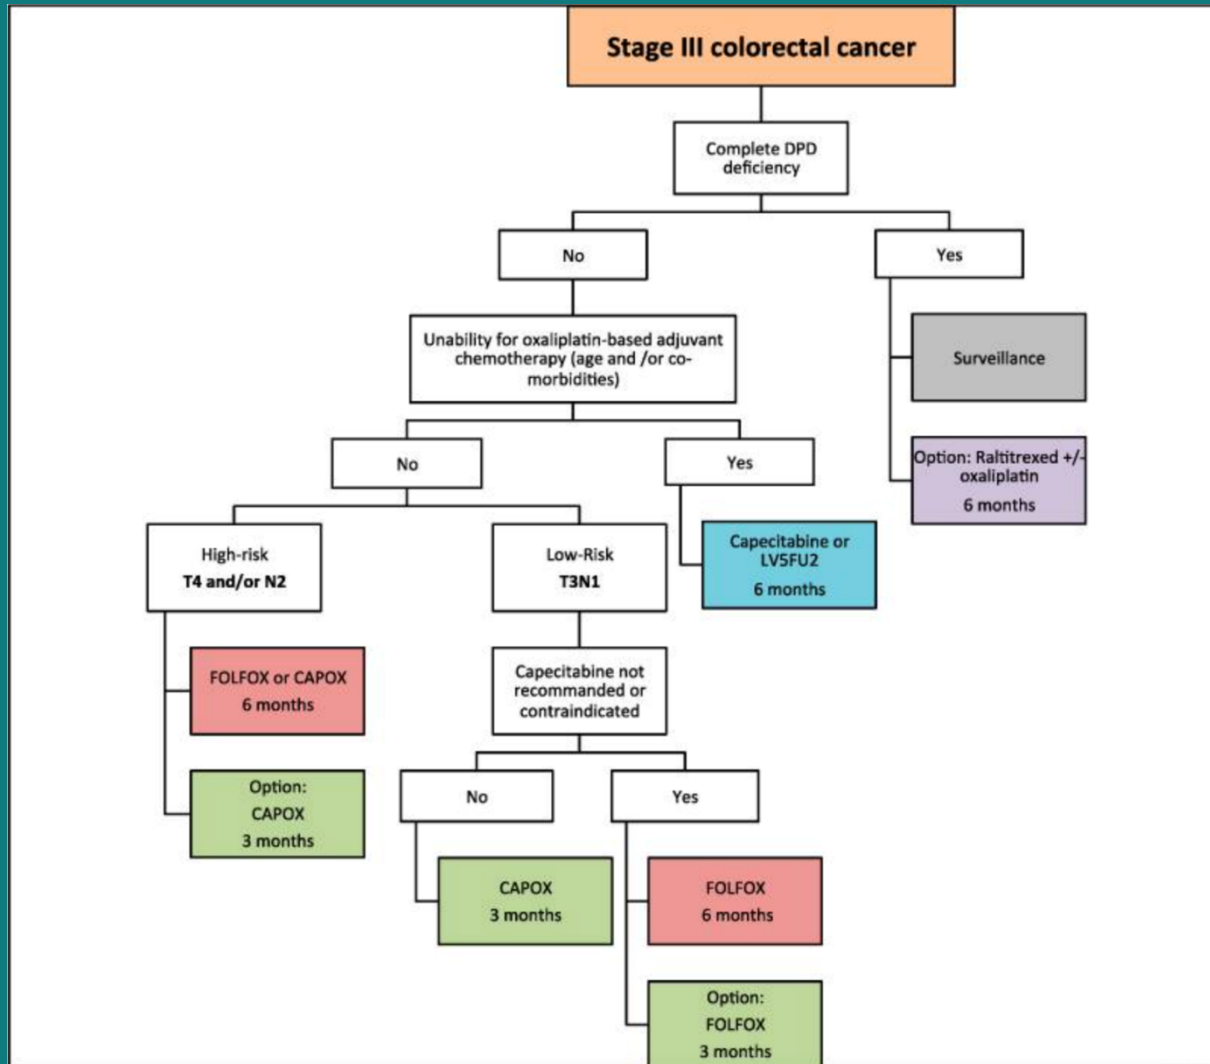 Stage III colorectal cancer
Complete DPD
deficiency
No
Yes
Unability for oxaliplatin-based adjuvant
chemotherapy (age and /or co-
morbidities)
Surveillance
No
Yes
Option: Raltitrexed +/-
oxaliplatin
6 months
High-risk
T4 and/or N2
Low-Risk
T3N1
Capecitabine or
LV5FU2
6 months
FOLFOX or CAPOX
6 months
Capecitabine not
recommanded or
contraindicated
Option:
CAPOX
3 months
No
Yes
CAPOX
3 months
FOLFOX
6 months
Option:
FOLFOX
3 months